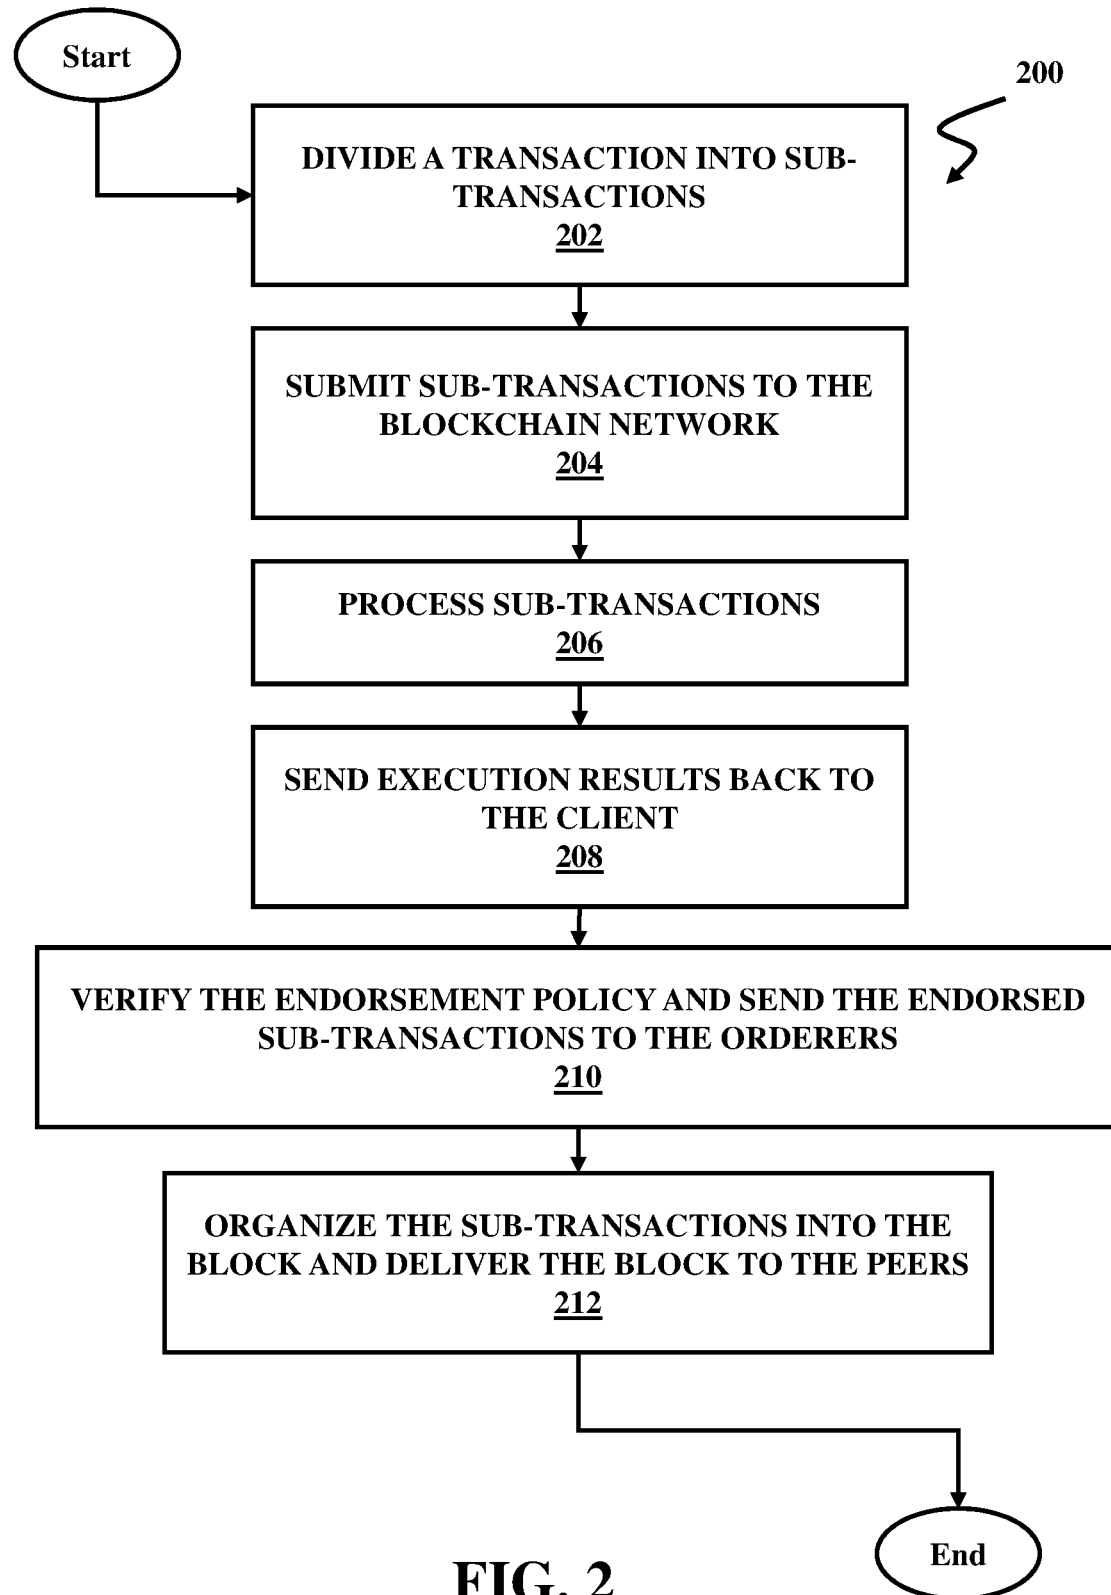 Start
200
DIVIDE A TRANSACTION INTO SUB-
TRANSACTIONS
202
SUBMIT SUB-TRANSACTIONS TO THE
BLOCKCHAIN NETWORK
204
PROCESS SUB-TRANSACTIONS
206
SEND EXECUTION RESULTS BACK TO
THE CLIENT
208
VERIFY THE ENDORSEMENT POLICY AND SEND THE ENDORSED
SUB-TRANSACTIONS TO THE ORDERERS
210
ORGANIZE THE SUB-TRANSACTIONS INTO THE
BLOCK AND DELIVER THE BLOCK TO THE PEERS
212
End
FIG. 2